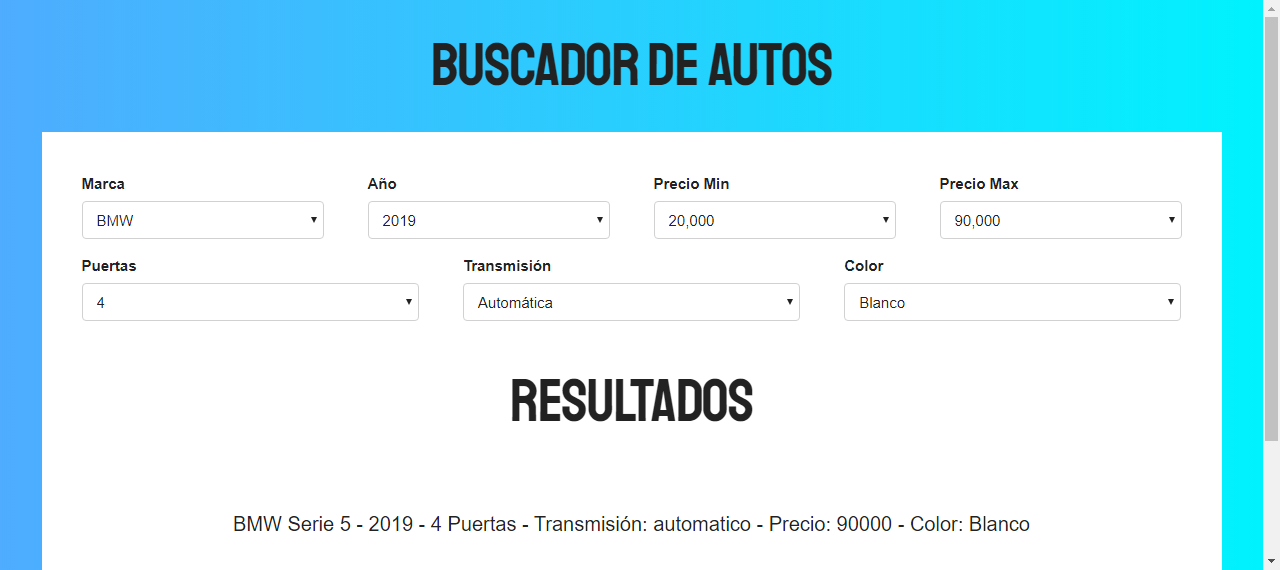 BUSCADOR DE AUTOS
Marca Año Precio Min Precio Max
BMW 2019 20,000 90,000
Puertas Transmisión Color
4 Automática Blanco
RESULTADOS
BMW Serie 5 - 2019 - 4 Puertas - Transmisión: automatico - Precio: 90000 - Color: Blanco